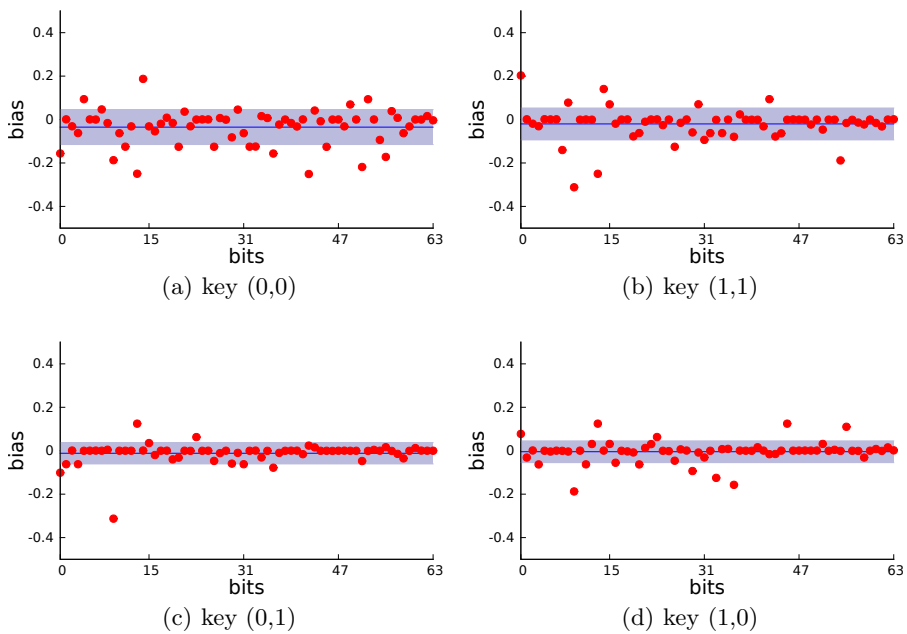 0.4
0.2
0
-0.2
-0.4
bias
0 15 31 47 63
bits
(a) key (0,0)
0.4
0.2
0
-0.2
-0.4
bias
0 15 31 47 63
bits
(b) key (1,1)
0.4
0.2
0
-0.2
-0.4
bias
0 15 31 47 63
bits
(c) key (0,1)
0.4
0.2
0
-0.2
-0.4
bias
0 15 31 47 63
bits
(d) key (1,0)